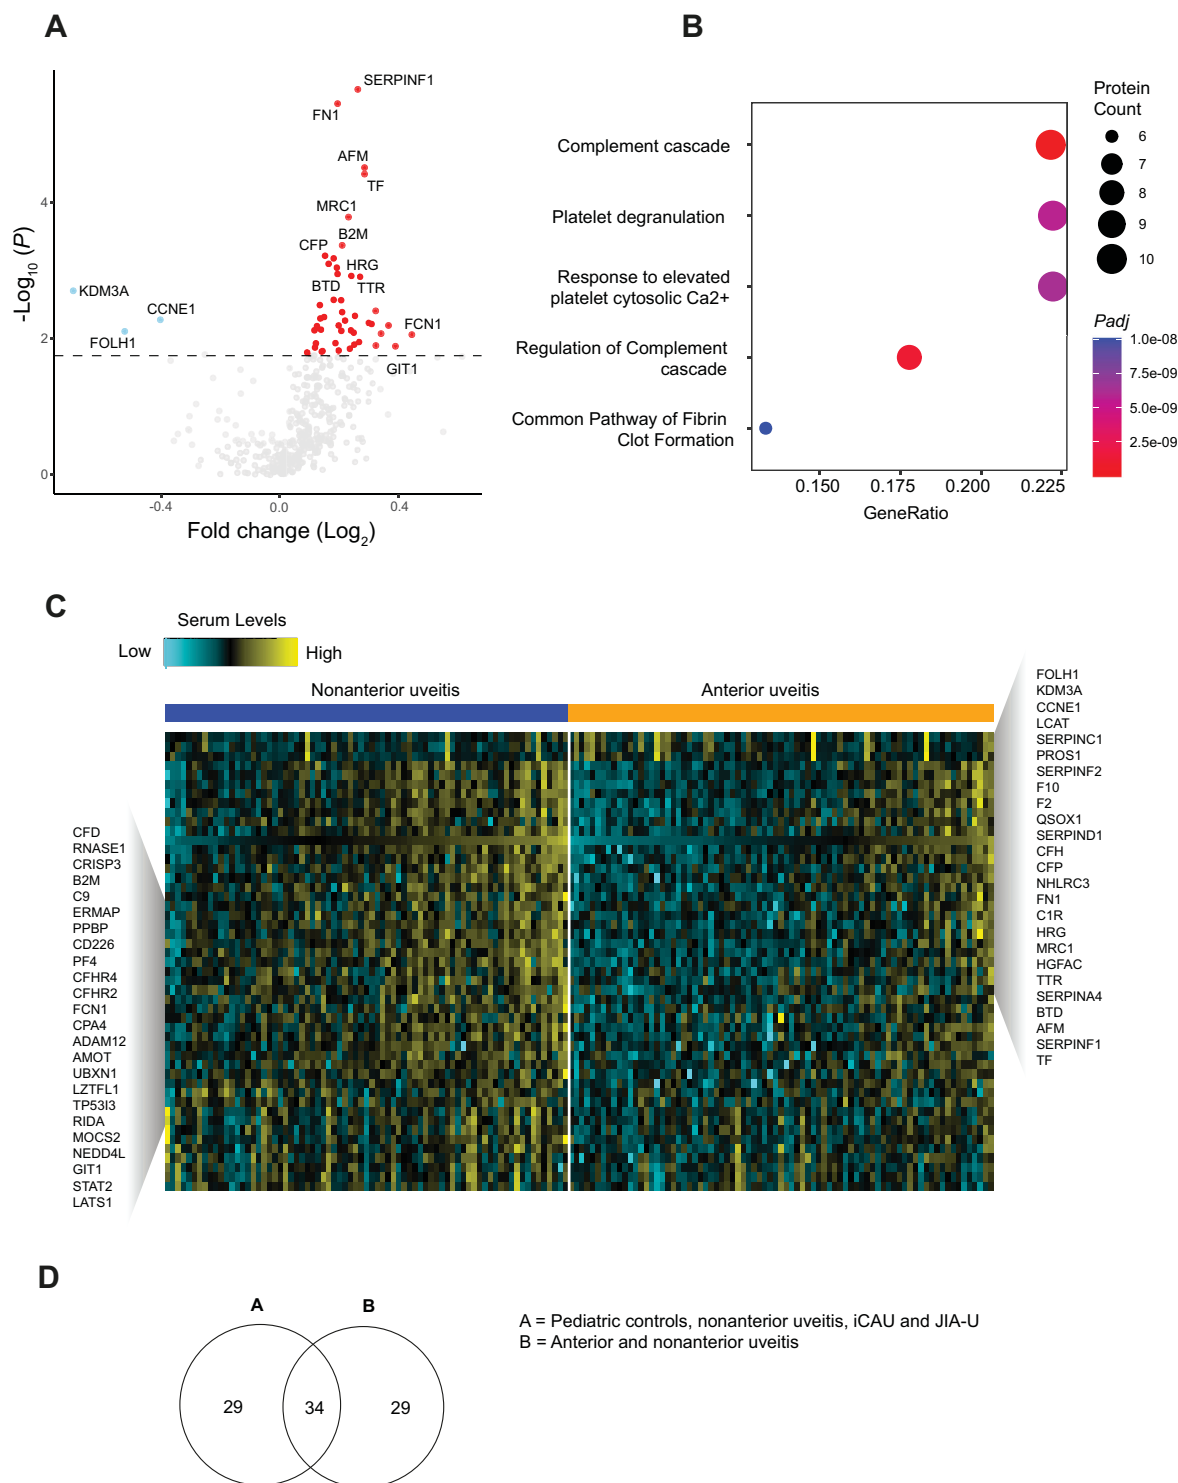 A
SERPINF1
FN1
AFM
TF
MRC1
B2M
CFP
HRG
BTD
TTR
KDM3A
CCNE1
FOLH1
FCN1
GIT1
4
2
0
-0.4
0.0
0.4
-Log10 (P)
Fold change (Log2)
B
Complement cascade
Platelet degranulation
Response to elevated
platelet cytosolic Ca2+
Regulation of Complement
cascade
Common Pathway of Fibrin
Clot Formation
0.150
0.175
0.200
0.225
GeneRatio
Protein
Count
6
7
8
9
10
Padj
1.0e-08
7.5e-09
5.0e-09
2.5e-09
C
Serum Levels
Low
High
Nonanterior uveitis
Anterior uveitis
CFD
RNASE1
CRISP3
B2M
C9
ERMAP
PPBP
CD226
PF4
CFHR4
CFHR2
FCN1
CPA4
ADAM12
AMOT
UBXN1
LZTFL1
TP53I3
RIDA
MOCS2
NEDD4L
GIT1
STAT2
LATS1
FOLH1
KDM3A
CCNE1
LCAT
SERPINC1
PROS1
SERPINF2
F10
F2
QSOX1
SERPIND1
CFH
CFP
NHLRC3
FN1
C1R
HRG
MRC1
HGFAC
TTR
SERPINA4
BTD
AFM
SERPINF1
TF
D
A
B
29
34
29
A = Pediatric controls, nonanterior uveitis, iCAU and JIA-U
B = Anterior and nonanterior uveitis